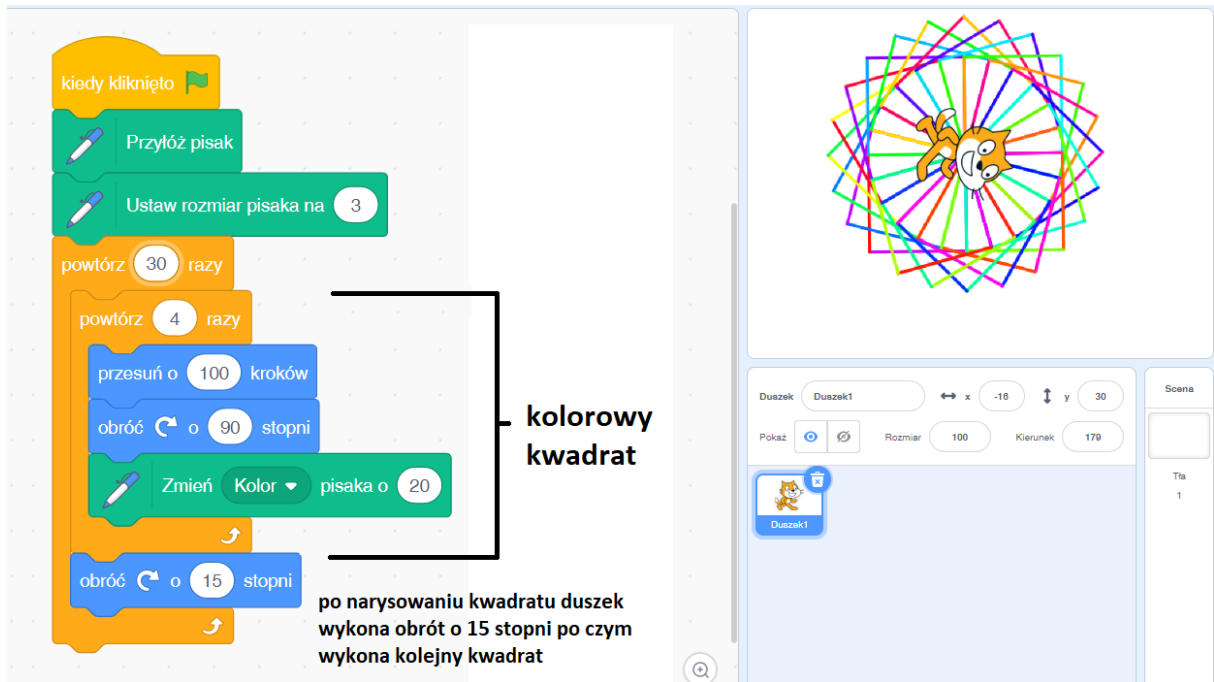 kiedy kliknięto
Przyłóż pisak
Ustaw rozmiar pisaka na 3
powtórz 30 razy
powtórz 4 razy
przesuń o 100 kroków
obróć o 90 stopni
Zmień Kolor pisaka o 20
obróć o 15 stopni
kolorowy
kwadrat
po narysowaniu kwadratu duszek
wykona obrót o 15 stopni po czym
wykona kolejny kwadrat
Duszek Duszek1 x -16 y 30
Pokaż Rozmiar 100 Kierunek 179
Duszek1
Scena
Tła
1